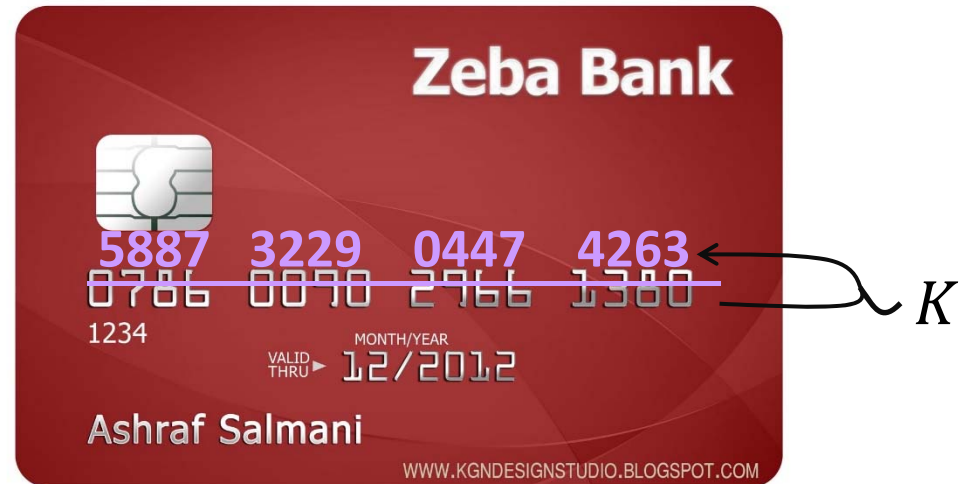 Zeba Bank
5887 3229 0447 4263
0786 0090 2966 1380
K
1234
MONTH/YEAR
VALID THRU 12/2012
Ashraf Salmani
WWW.KGNDESIGNSTUDIO.BLOGSPOT.COM